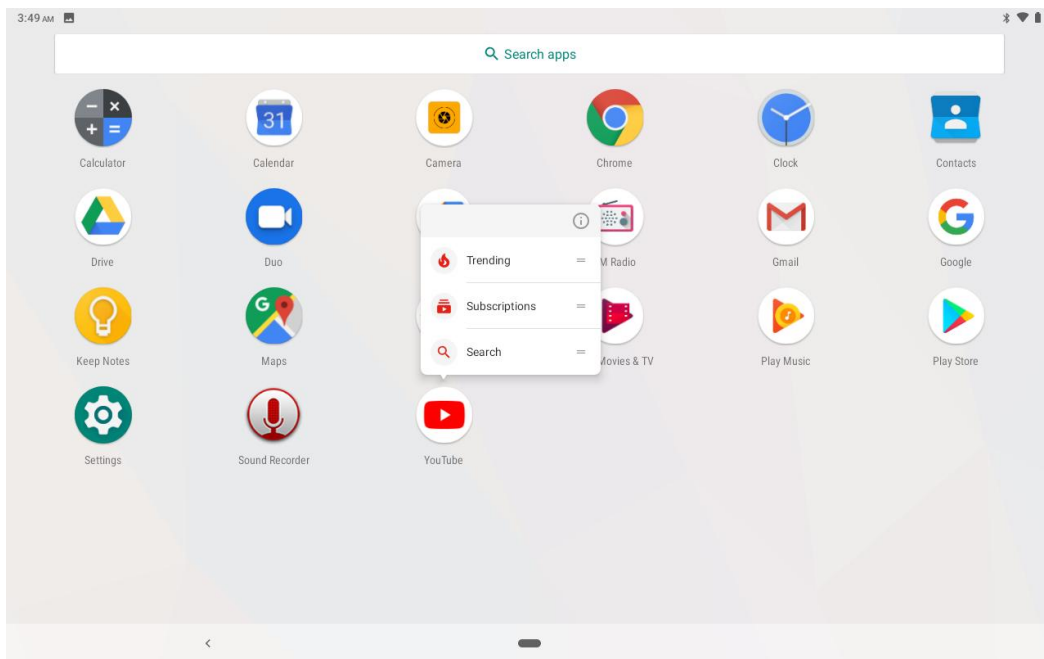 3:49 AM
Search apps
31
Calculator
Calendar
Camera
Chrome
Clock
Contacts
Drive
Duo
M Radio
Gmail
Google
Trending
Subscriptions
Search
G
Keep Notes
Maps
Movies & TV
Play Music
Play Store
Settings
Sound Recorder
YouTube